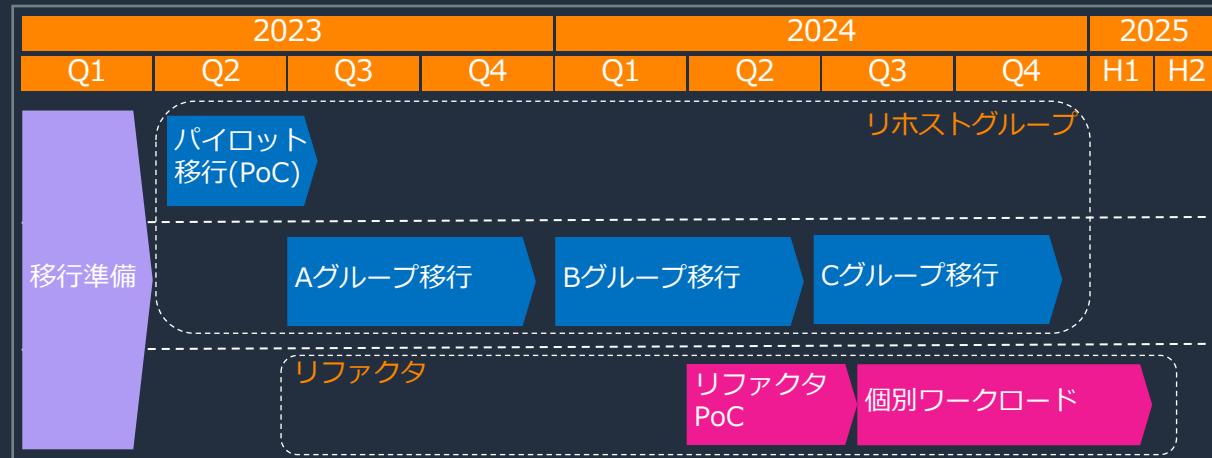 2023
2024
2025
Q1
Q2
Q3
Q4
Q1
Q2
Q3
Q4
H1
H2
リホストグループ
パイロット
移行(PoC)
移行準備
Aグループ移行
Bグループ移行
Cグループ移行
リファクタ
リファクタ
PoC
個別ワークロード